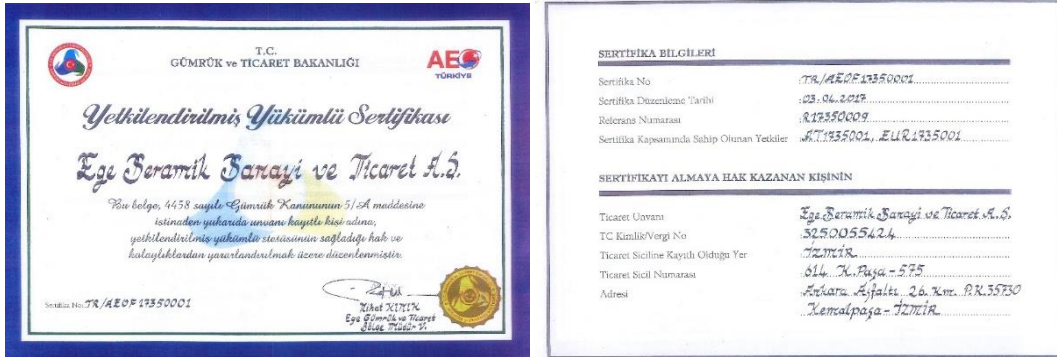 T.C.
GÜMRÜK ve TİCARET BAKANLIĞI
AEO
TÜRKİYE
Yetkilendirilmiş Yükümlü Sertifikası
Ege Seramik Sanayi ve Ticaret A.Ş.
Bu belge, 4458 sayılı Gümrük Kanununun 5/A maddesine
istinaden yukarıda unvanı kayıtlı kişi adına,
yetkilendirilmiş yükümlü statüsünün sağladığı hak ve
kolaylıklardan yararlandırılmak üzere düzenlenmiştir.
Sertifika No: TR/AEOF17350001
Nihat KINIK
Ege Gümrük ve Ticaret
Bölge Müdür V.
SERTİFİKA BİLGİLERİ
Sertifika No TR/AEOF17350001
Sertifika Düzenleme Tarihi 03.04.2017
Referans Numarası R17350009
Sertifika Kapsamında Sahip Olunan Yetkiler AT1735001, EUR1735001
SERTİFİKAYI ALMAYA HAK KAZANAN KİŞİNİN
Ticaret Unvanı Ege Seramik Sanayi ve Ticaret A.Ş.
TC Kimlik/Vergi No 3250055424
Ticaret Siciline Kayıtlı Olduğu Yer İzmir
Ticaret Sicil Numarası 614 K.Paşa-575
Adresi Ankara Asfaltı 26. Km. P.K 35730
Kemalpaşa-İZMİR